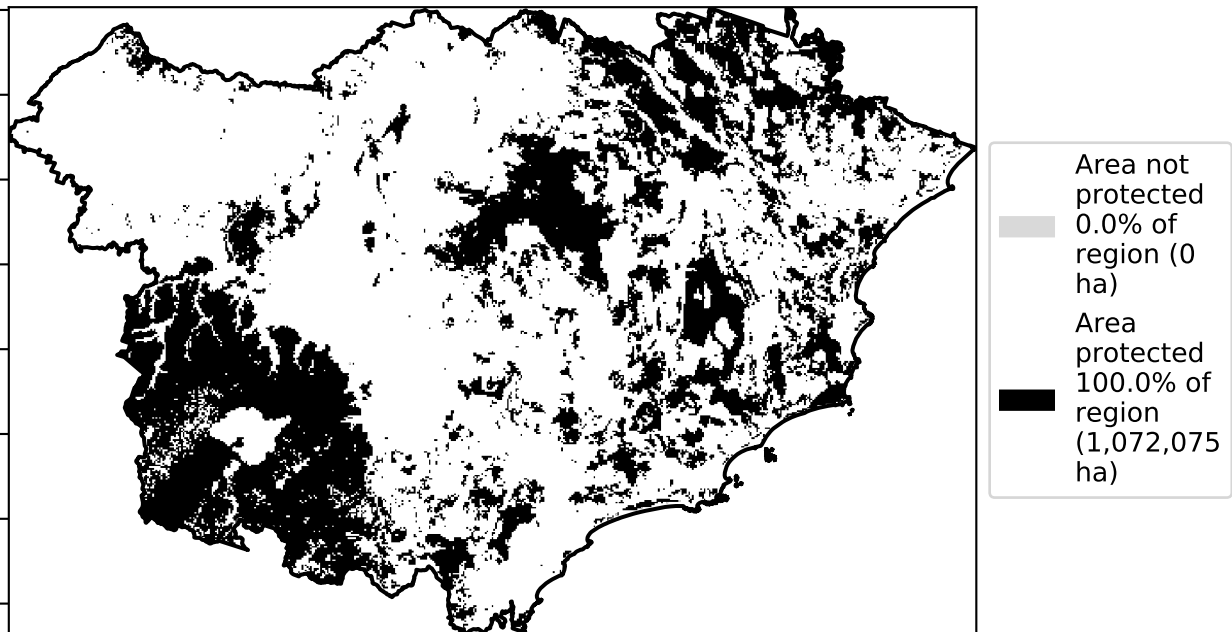 Area not
protected
0.0% of
region (0
ha)
Area
protected
100.0% of
region
(1,072,075
ha)